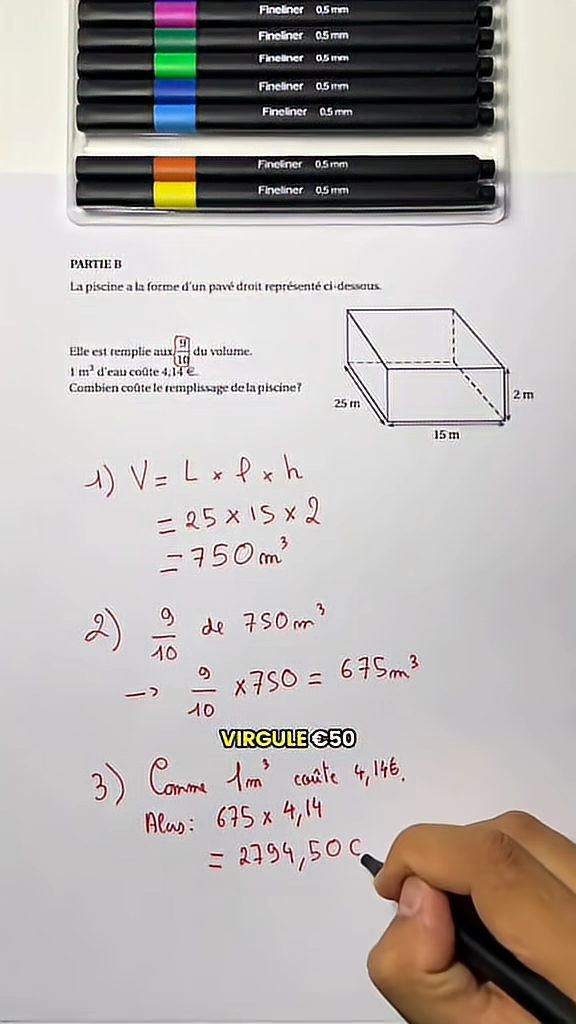 Fineliner 0,5 mm
Fineliner 0,5 mm
Fineliner 0,5 mm
Fineliner 0,5 mm
Fineliner 0,5 mm
Fineliner 0,5 mm
Fineliner 0,5 mm
PARTIE B
La piscine a la forme d'un pavé droit représenté ci-dessous.
Elle est remplie aux 9/10 du volume.
1 m³ d'eau coûte 4,14 €.
Combien coûte le remplissage de la piscine?
25 m
2 m
15 m
1) V = L × l × h
= 25 × 15 × 2
= 750 m³
2) 9/10 de 750 m³
→ 9/10 × 750 = 675 m³
VIRGULE €50
3) Comme 1 m³ coûte 4,14€.
Alors: 675 × 4,14
= 2794,50 C